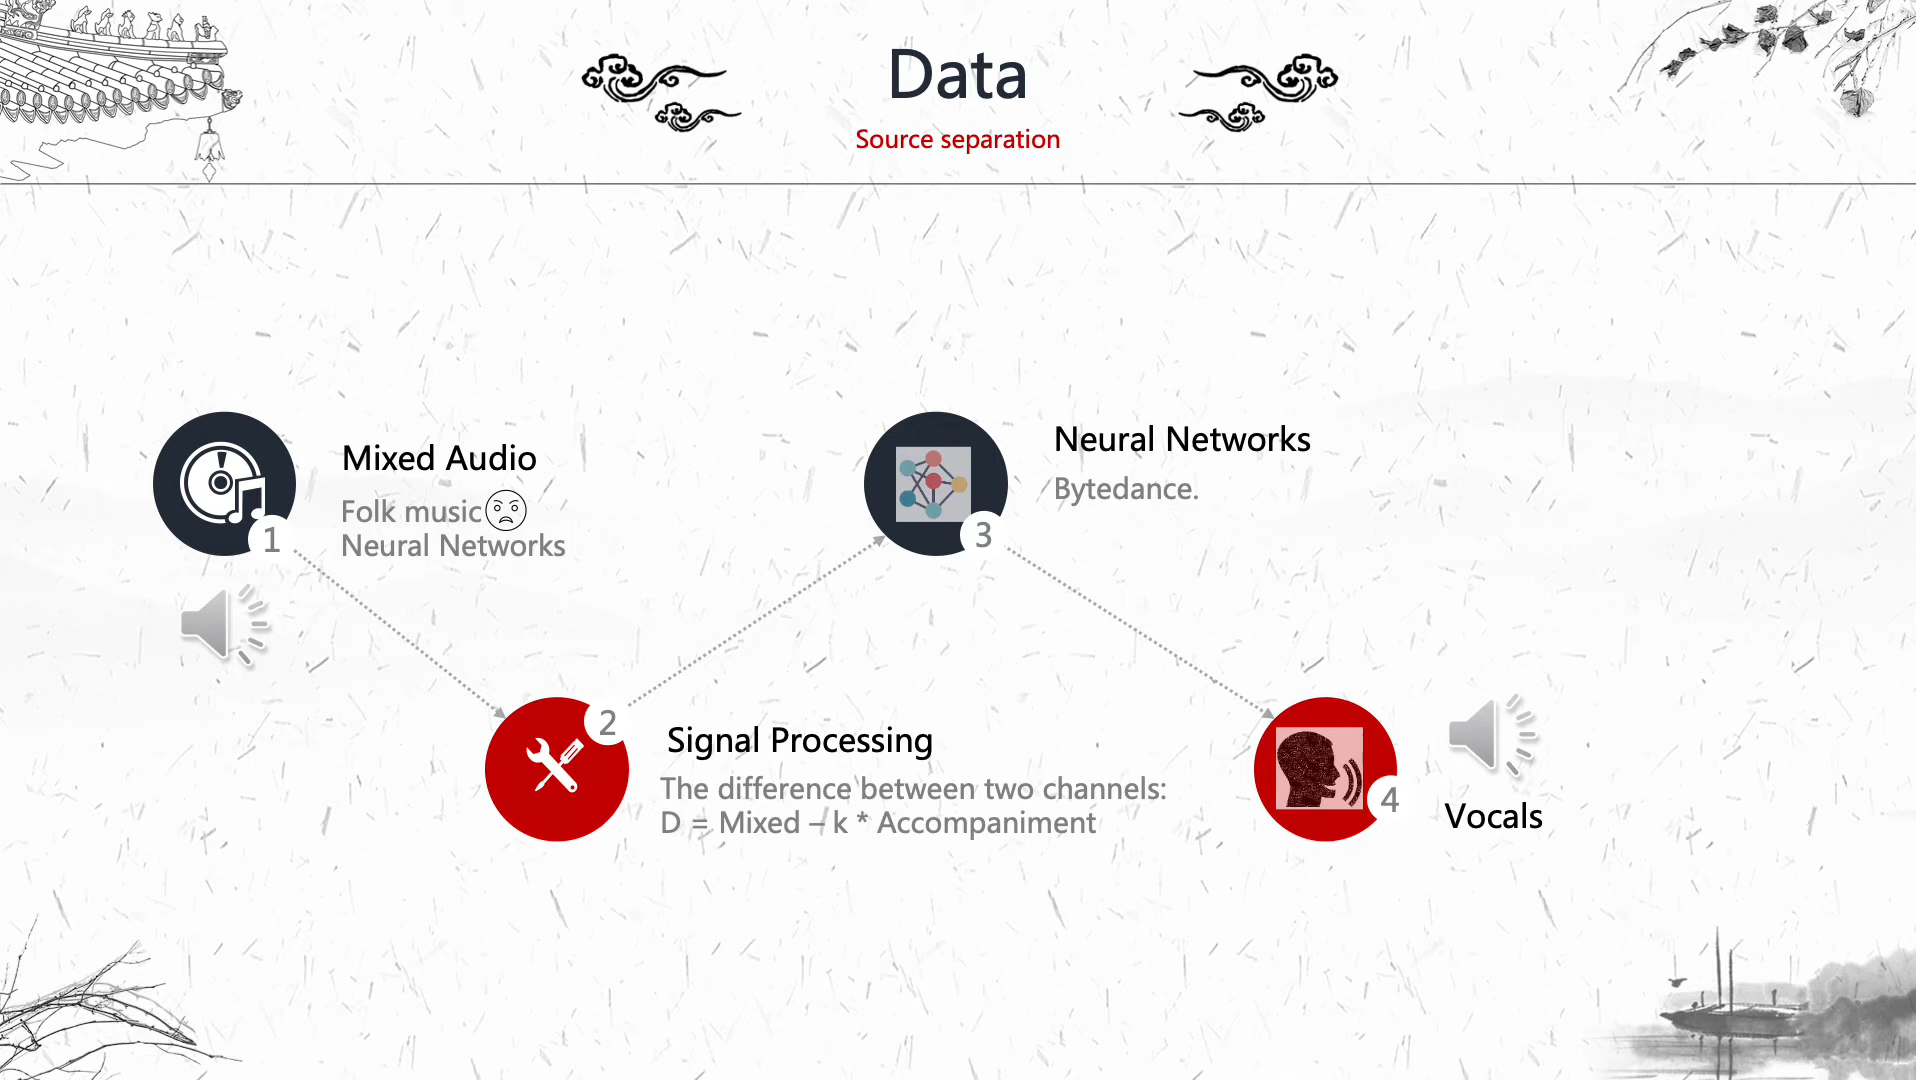 Data
Source separation
1
Mixed Audio
Folk music
Neural Networks
2
Signal Processing
The difference between two channels:
D = Mixed – k * Accompaniment
3
Neural Networks
Bytedance.
4
Vocals